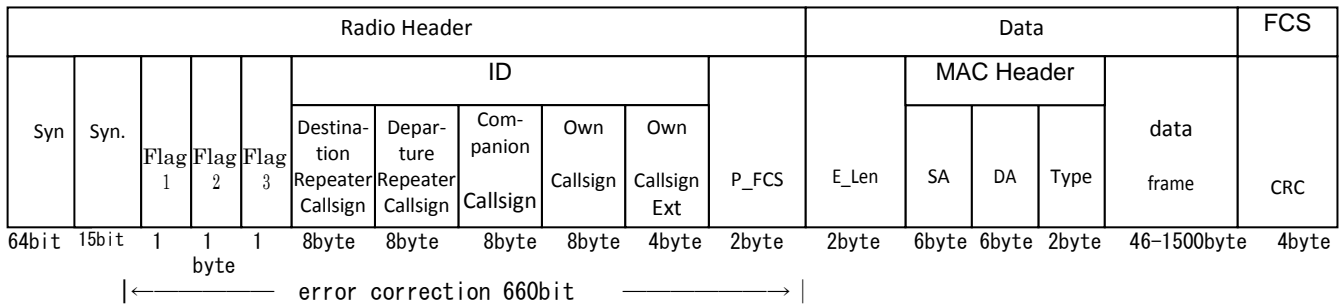 Radio Header Data FCS
ID MAC Header
Syn Syn. Flag 1 Flag 2 Flag 3 Destina-tion Repeater Callsign Depar-ture Repeater Callsign Com-panion Callsign Own Callsign Own Callsign Ext P_FCS E_Len SA DA Type data frame CRC
64bit 15bit 1 1 byte 1 8byte 8byte 8byte 8byte 4byte 2byte 2byte 6byte 6byte 2byte 46-1500byte 4byte
|←———— error correction 660bit ————→|